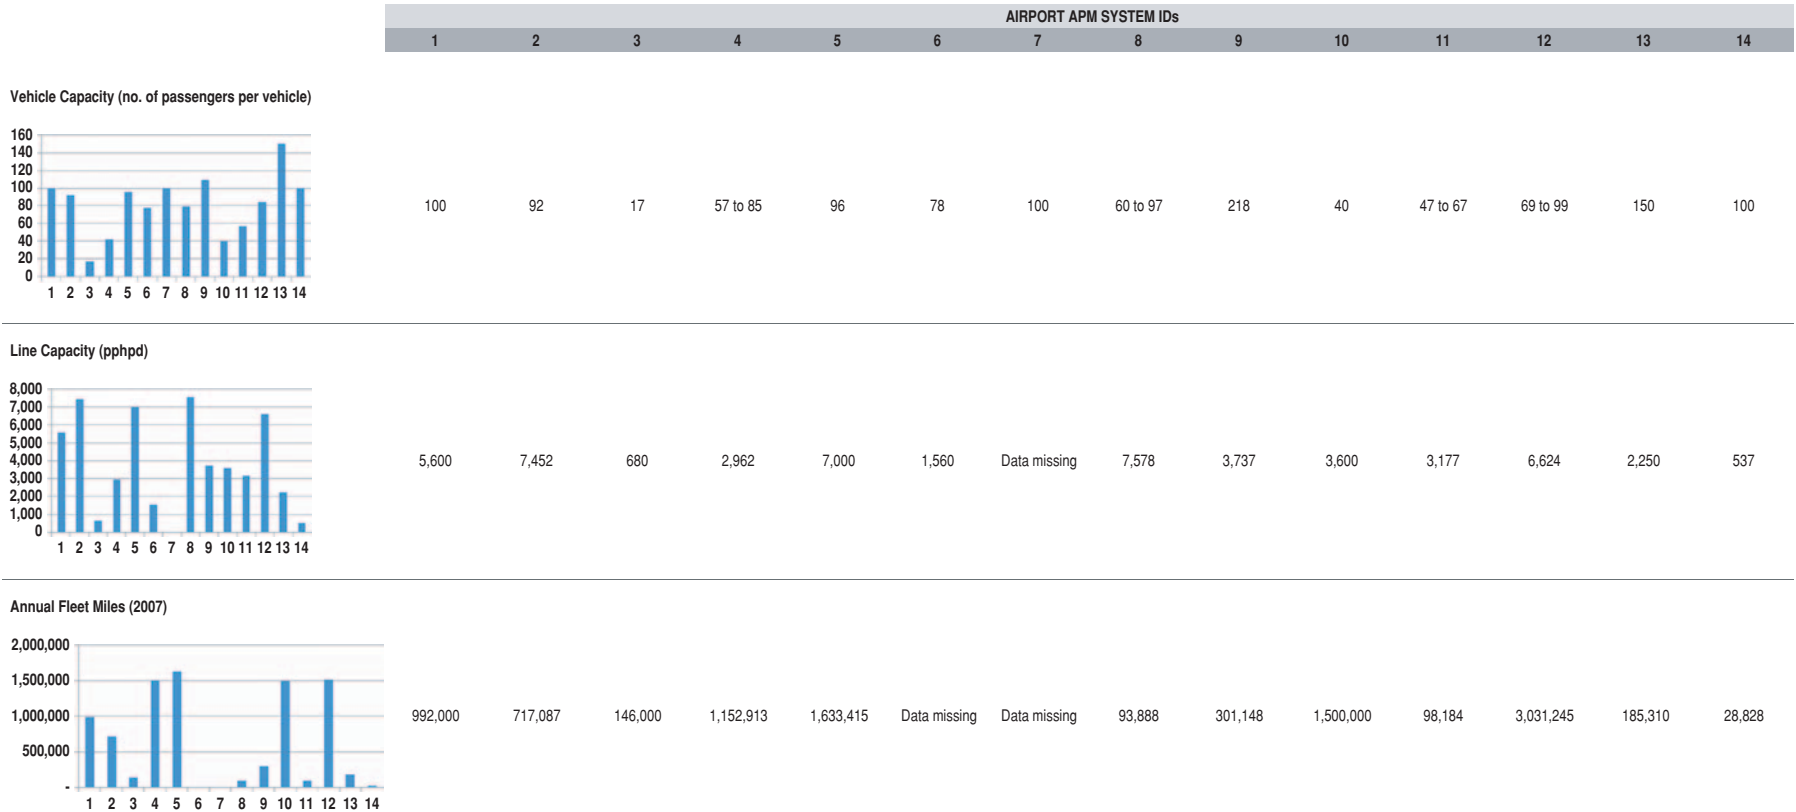 AIRPORT APM SYSTEM IDs
1 2 3 4 5 6 7 8 9 10 11 12 13 14
Vehicle Capacity (no. of passengers per vehicle)
160
140
120
100
80
60
40
20
0
1 2 3 4 5 6 7 8 9 10 11 12 13 14
100 92 17 57 to 85 96 78 100 60 to 97 218 40 47 to 67 69 to 99 150 100
Line Capacity (pphpd)
8,000
7,000
6,000
5,000
4,000
3,000
2,000
1,000
0
1 2 3 4 5 6 7 8 9 10 11 12 13 14
5,600 7,452 680 2,962 7,000 1,560 Data missing 7,578 3,737 3,600 3,177 6,624 2,250 537
Annual Fleet Miles (2007)
2,000,000
1,500,000
1,000,000
500,000
-
1 2 3 4 5 6 7 8 9 10 11 12 13 14
992,000 717,087 146,000 1,152,913 1,633,415 Data missing Data missing 93,888 301,148 1,500,000 98,184 3,031,245 185,310 28,828